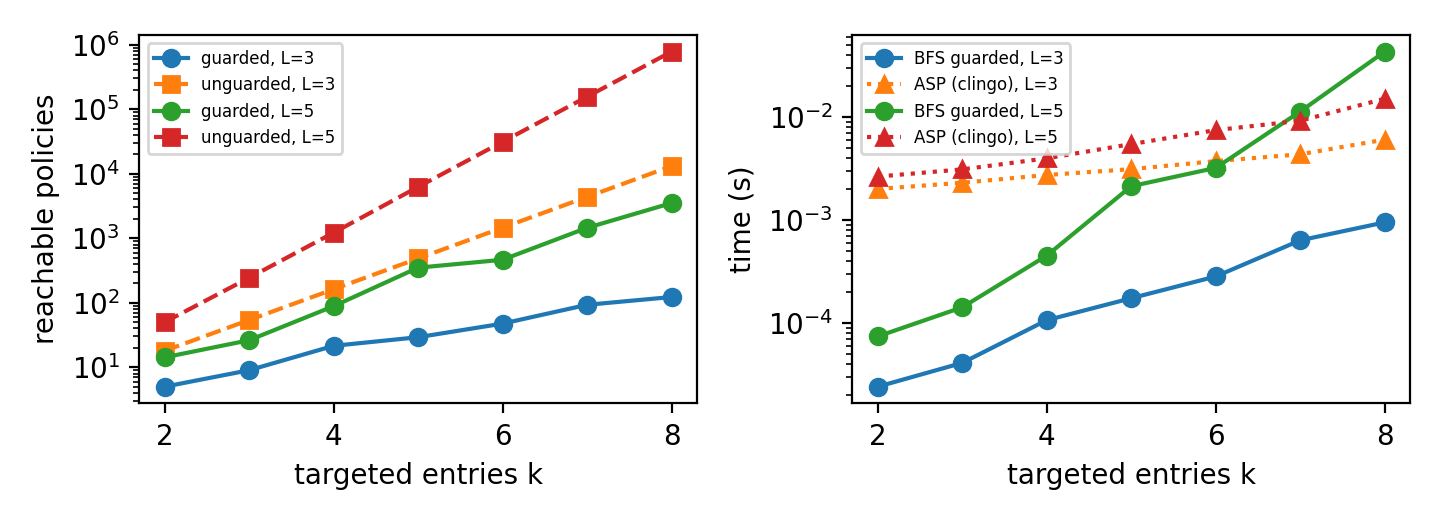 reachable policies
10⁶
10⁵
10⁴
10³
10²
10¹
guarded, L=3
unguarded, L=3
guarded, L=5
unguarded, L=5
2 4 6 8
targeted entries k
time (s)
10⁻²
10⁻³
10⁻⁴
BFS guarded, L=3
ASP (clingo), L=3
BFS guarded, L=5
ASP (clingo), L=5
2 4 6 8
targeted entries k